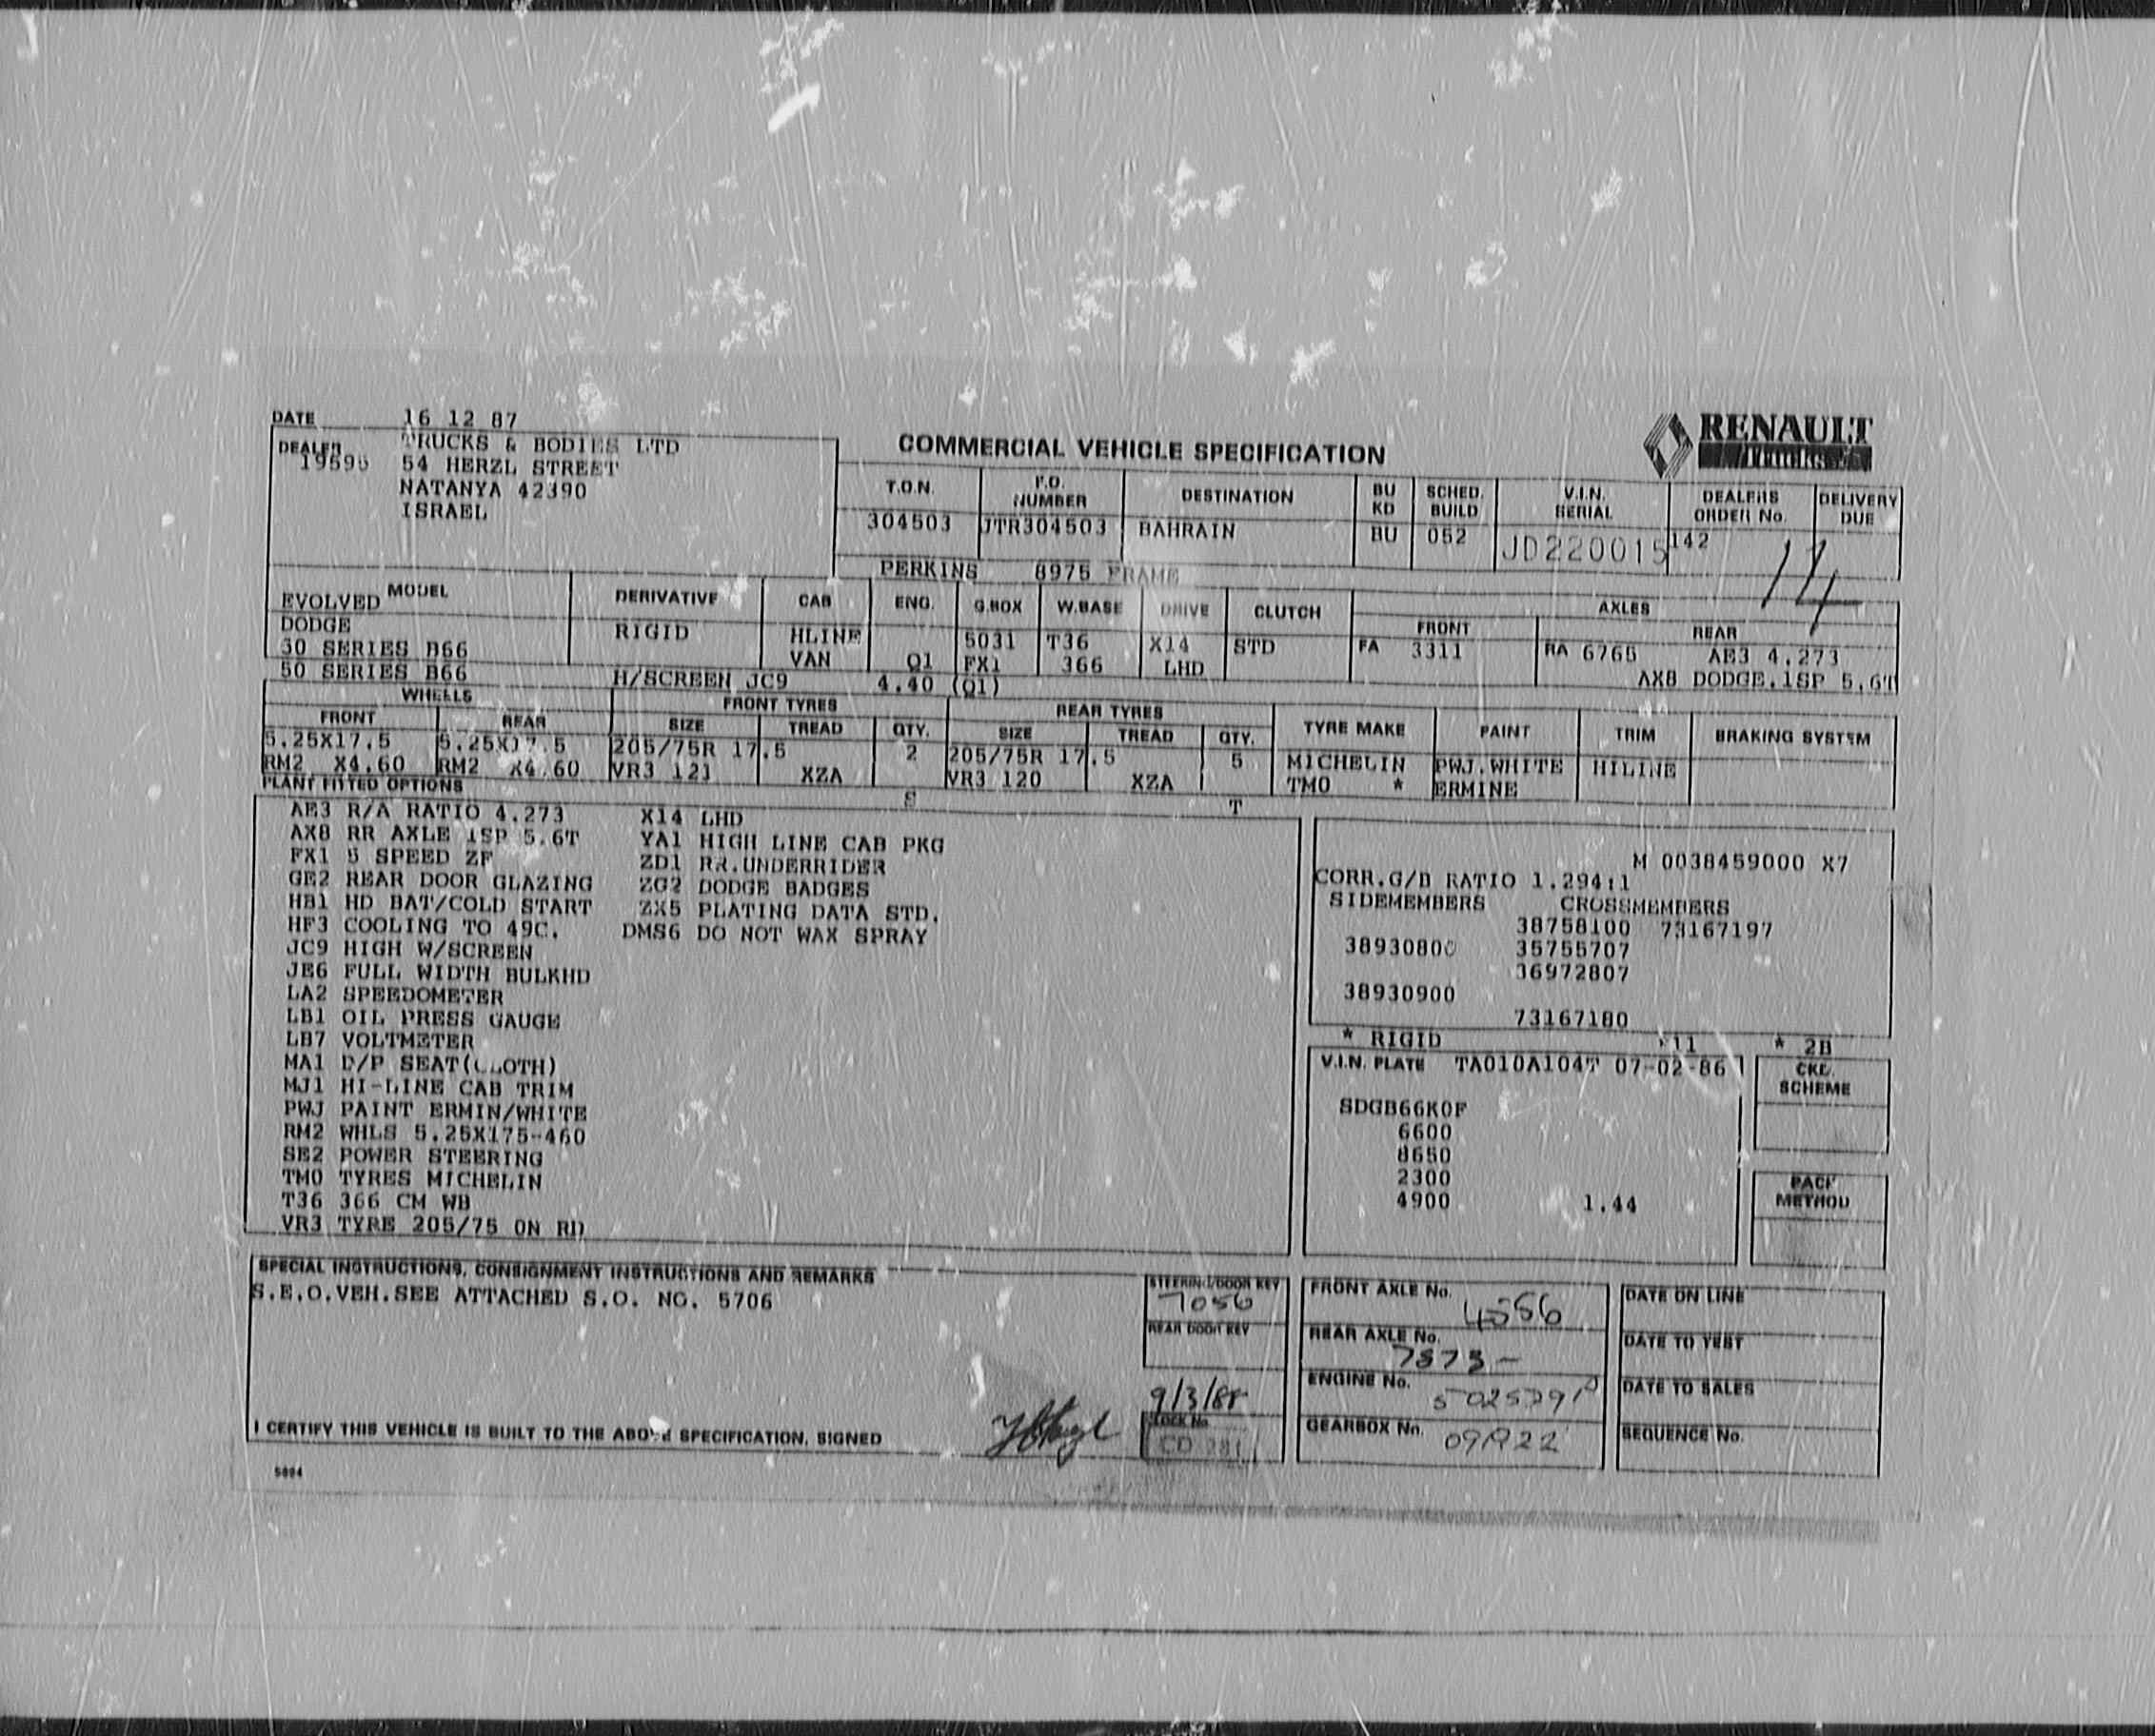 DATE 16 12 87
DEALER TRUCKS & BODIES LTD
54 HERZL STREET
NATANYA 42390
ISRAEL
COMMERCIAL VEHICLE SPECIFICATION
RENAULT
T.O.N. F.O. NUMBER DESTINATION BU KD SCHED. BUILD V.I.N. SERIAL DEALERS ORDER No. DELIVERY DUE
304503 JTR304503 BAHRAIN BU 052 JD220015 142 14
PERKINS 8975 FRAME
MODEL DERIVATIVE CAB ENG. G.BOX W.BASE DRIVE CLUTCH AXLES
FRONT REAR
EVOLVED
DODGE RIGID HLINE 5031 T36 X14 STD FA 3311 RA 6765 AE3 4.273
50 SERIES B66 VAN Q1 FX1 366 LHD
50 SERIES B66 H/SCREEN JC9 4.40 (Q1) AX8 DODGE.1SP 5.6T
WHEELS FRONT TYRES REAR TYRES
FRONT REAR SIZE TREAD QTY. SIZE TREAD QTY. TYRE MAKE PAINT TRIM BRAKING SYSTEM
5.25X17.5 5.25X17.5 205/75R 17.5 2 205/75R 17.5 5 MICHELIN PWJ.WHITE HILINE
RM2 X4.60 RM2 X4.60 VR3 121 XZA VR3 120 XZA TM0 * ERMINE
PLANT FITTED OPTIONS S T
AE3 R/A RATIO 4.273
AX8 RR AXLE 1SP 5.6T
FX1 5 SPEED ZF
GE2 REAR DOOR GLAZING
HB1 HD BAT/COLD START
HF3 COOLING TO 49C.
JC9 HIGH W/SCREEN
JE6 FULL WIDTH BULKHD
LA2 SPEEDOMETER
LB1 OIL PRESS GAUGE
LB7 VOLTMETER
MA1 D/P SEAT(CLOTH)
MJ1 HI-LINE CAB TRIM
PWJ PAINT ERMIN/WHITE
RM2 WHLS 5.25X175-460
SE2 POWER STEERING
TM0 TYRES MICHELIN
T36 366 CM WB
VR3 TYRE 205/75 ON RD
X14 LHD
YA1 HIGH LINE CAB PKG
ZD1 RR.UNDERRIDER
ZG2 DODGE BADGES
ZX5 PLATING DATA STD.
DMS6 DO NOT WAX SPRAY
M 0038459000 X7
CORR.G/B RATIO 1.294:1
SIDEMEMBERS CROSSMEMBERS
38758100 73167197
38930800 35755707
36972807
38930900
73167180
* RIGID * 2B
V.I.N. PLATE TA010A104T 07-02-86
SDGB66K0F
6600
8650
2300
4900 1.44
CKD. SCHEME
PACK METHOD
SPECIAL INSTRUCTIONS, CONSIGNMENT INSTRUCTIONS AND REMARKS
S.E.O.VEH.SEE ATTACHED S.O. NO. 5706
STEERING/DOOR KEY
7056
REAR DOOR KEY
9/3/88
LOCK No.
FRONT AXLE No. 4556
REAR AXLE No.
7873-
ENGINE No.
GEARBOX No.
DATE ON LINE
DATE TO TEST
DATE TO SALES
SEQUENCE No.
I CERTIFY THIS VEHICLE IS BUILT TO THE ABOVE SPECIFICATION. SIGNED
5894